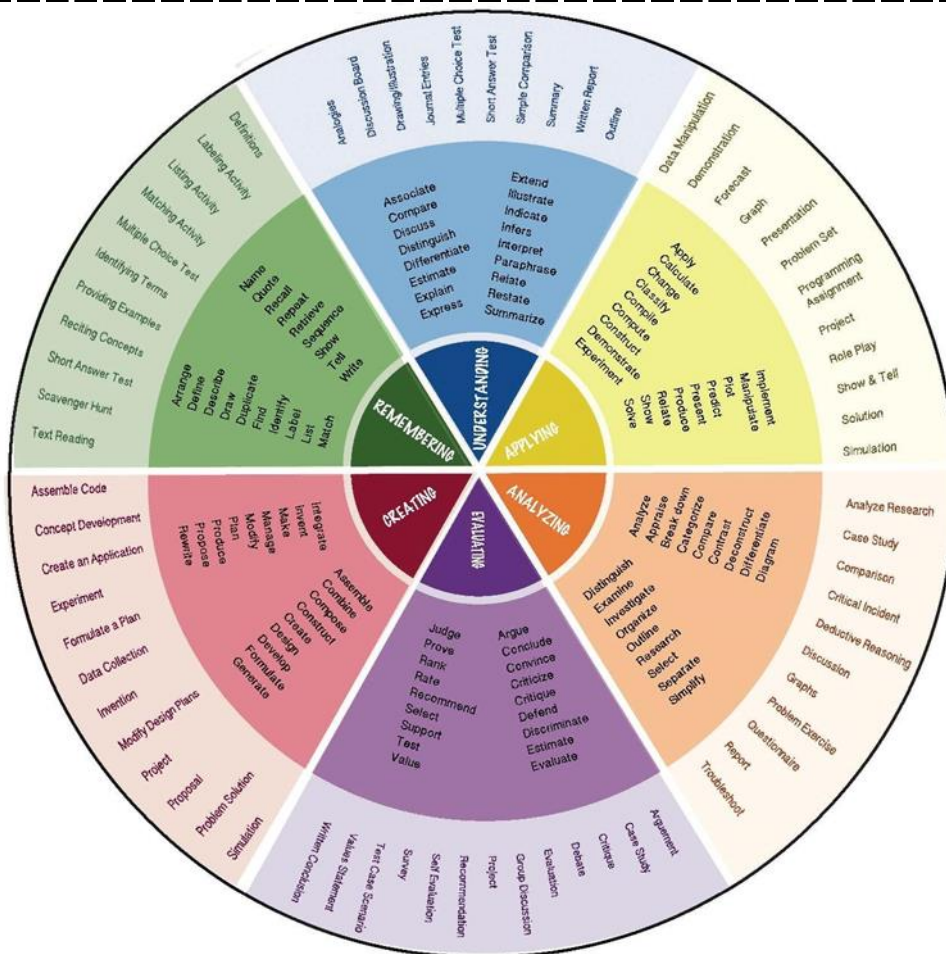 Analogies
Discussion Board
Drawing/Illustration
Journal Entries
Multiple Choice Test
Short Answer Test
Simple Comparison
Summary
Written Report
Outline
Associate
Compare
Discuss
Distinguish
Differentiate
Estimate
Explain
Express
Extend
Illustrate
Indicate
Infers
Interpret
Paraphrase
Relate
Restate
Summarize
UNDERSTANDING
Data Manipulation
Demonstration
Forecast
Graph
Presentation
Problem Set
Programming
Assignment
Project
Role Play
Show & Tell
Solution
Simulation
Apply
Calculate
Change
Classify
Compile
Compute
Construct
Demonstrate
Experiment
Implement
Manipulate
Plot
Predict
Present
Produce
Relate
Show
Solve
APPLYING
Analyze Research
Case Study
Comparison
Critical Incident
Deductive Reasoning
Discussion
Graphs
Problem Exercise
Questionnaire
Report
Troubleshoot
Analyze
Appraise
Break down
Categorize
Compare
Contrast
Deconstruct
Differentiate
Diagram
Distinguish
Examine
Investigate
Organize
Outline
Research
Select
Separate
Simplify
ANALYZING
Arguement
Case Study
Critique
Debate
Evaluation
Group Discussion
Project
Recommendation
Self Evaluation
Survey
Test Case Scenario
Values Statement
Written Conclusion
Argue
Conclude
Convince
Criticize
Critique
Defend
Discriminate
Estimate
Evaluate
Judge
Prove
Rank
Rate
Recommend
Select
Support
Test
Value
EVALUATING
Assemble Code
Concept Development
Create an Application
Experiment
Formulate a Plan
Data Collection
Invention
Modify Design Plans
Project
Proposal
Problem Solution
Simulation
Assemble
Combine
Compose
Construct
Create
Design
Develop
Formulate
Generate
Integrate
Invent
Make
Manage
Modify
Plan
Produce
Propose
Rewrite
CREATING
Definitions
Labeling Activity
Listing Activity
Matching Activity
Multiple Choice Test
Identifying Terms
Providing Examples
Reciting Concepts
Short Answer Test
Scavenger Hunt
Text Reading
Arrange
Define
Describe
Draw
Duplicate
Find
Identify
Label
List
Match
Name
Quote
Recall
Repeat
Retrieve
Sequence
Show
Tell
Write
REMEMBERING